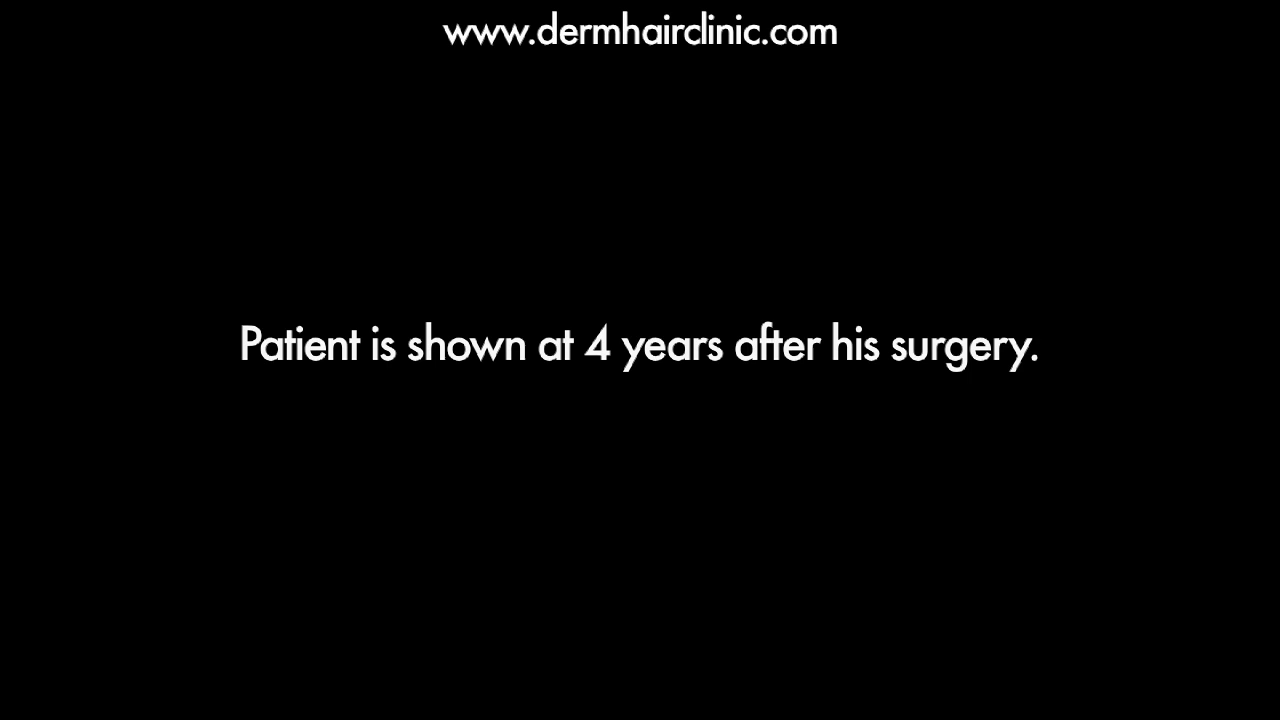 www.dermhairclinic.com
Patient is shown at 4 years after his surgery.